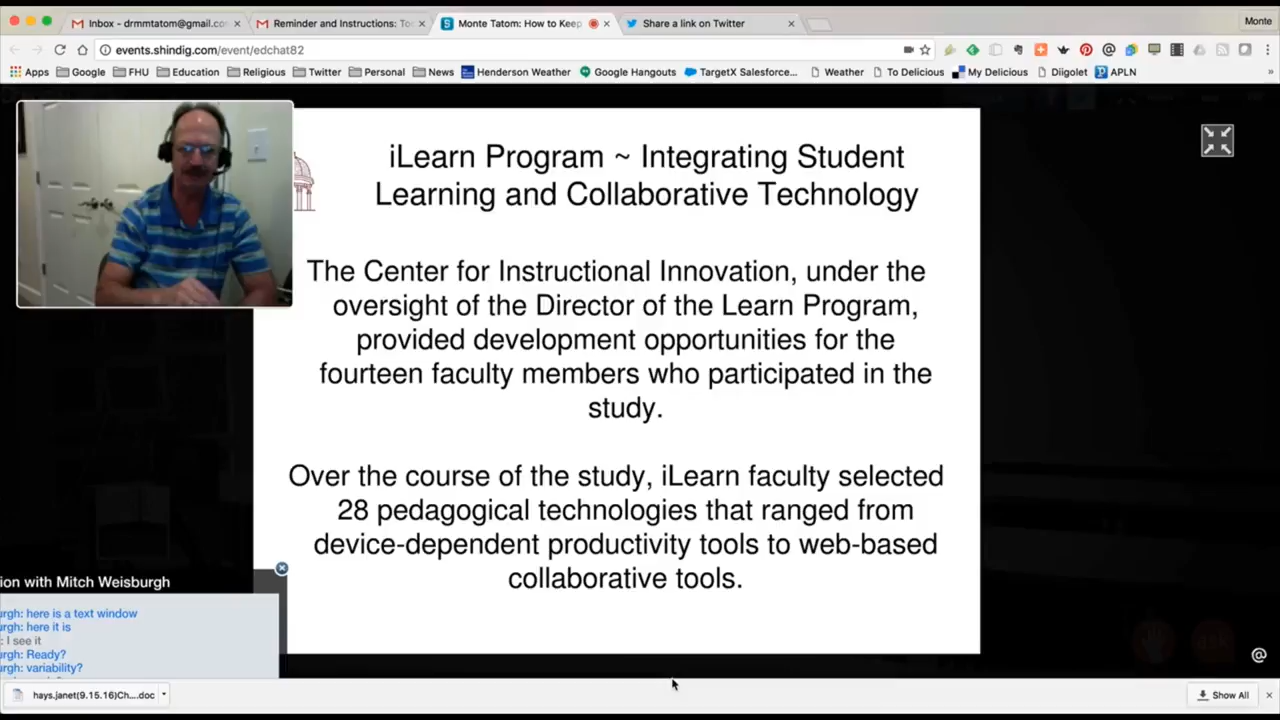 Inbox - drmmtatom@gmail.co
Reminder and Instructions: To
Monte Tatom: How to Keep
Share a link on Twitter
Monte
events.shindig.com/event/edchat82
Apps Google FHU Education Religious Twitter Personal News Henderson Weather Google Hangouts TargetX Salesforce... Weather To Delicious My Delicious Diigolet APLN »
iLearn Program ~ Integrating Student
Learning and Collaborative Technology
The Center for Instructional Innovation, under the
oversight of the Director of the Learn Program,
provided development opportunities for the
fourteen faculty members who participated in the
study.
Over the course of the study, iLearn faculty selected
28 pedagogical technologies that ranged from
device-dependent productivity tools to web-based
collaborative tools.
ion with Mitch Weisburgh
urgh: here is a text window
urgh: here it is
: I see it
urgh: Ready?
urgh: variability?
ask
@
hays.janet(9.15.16)Ch....doc
Show All